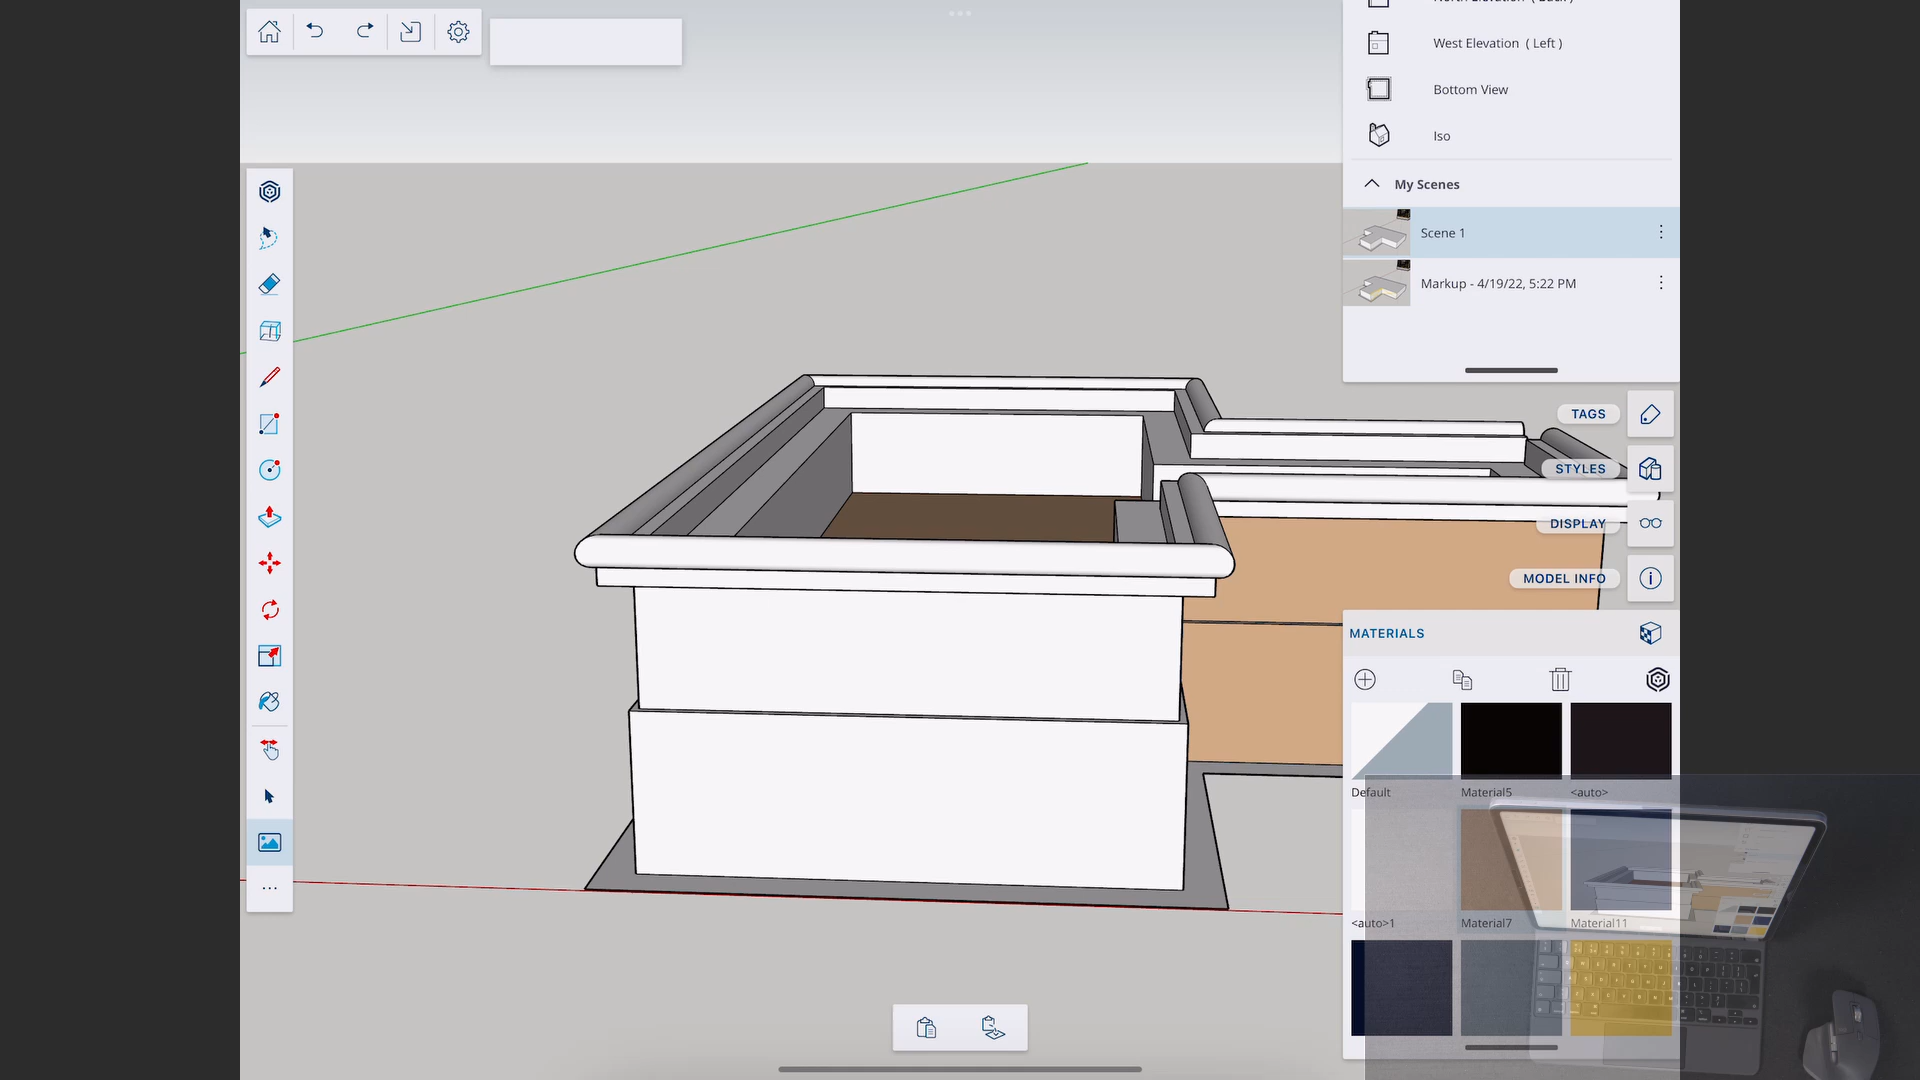 West Elevation ( Left )
Bottom View
Iso
My Scenes
Scene 1
Markup - 4/19/22, 5:22 PM
TAGS
STYLES
DISPLAY
MODEL INFO
MATERIALS
Default
Material5
<auto>
<auto>1
Material7
Material11